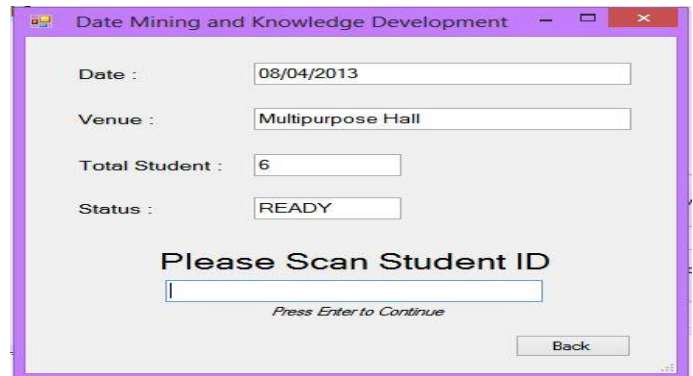 Date Mining and Knowledge Development
Date : 08/04/2013
Venue : Multipurpose Hall
Total Student : 6
Status : READY
Please Scan Student ID
Press Enter to Continue
Back